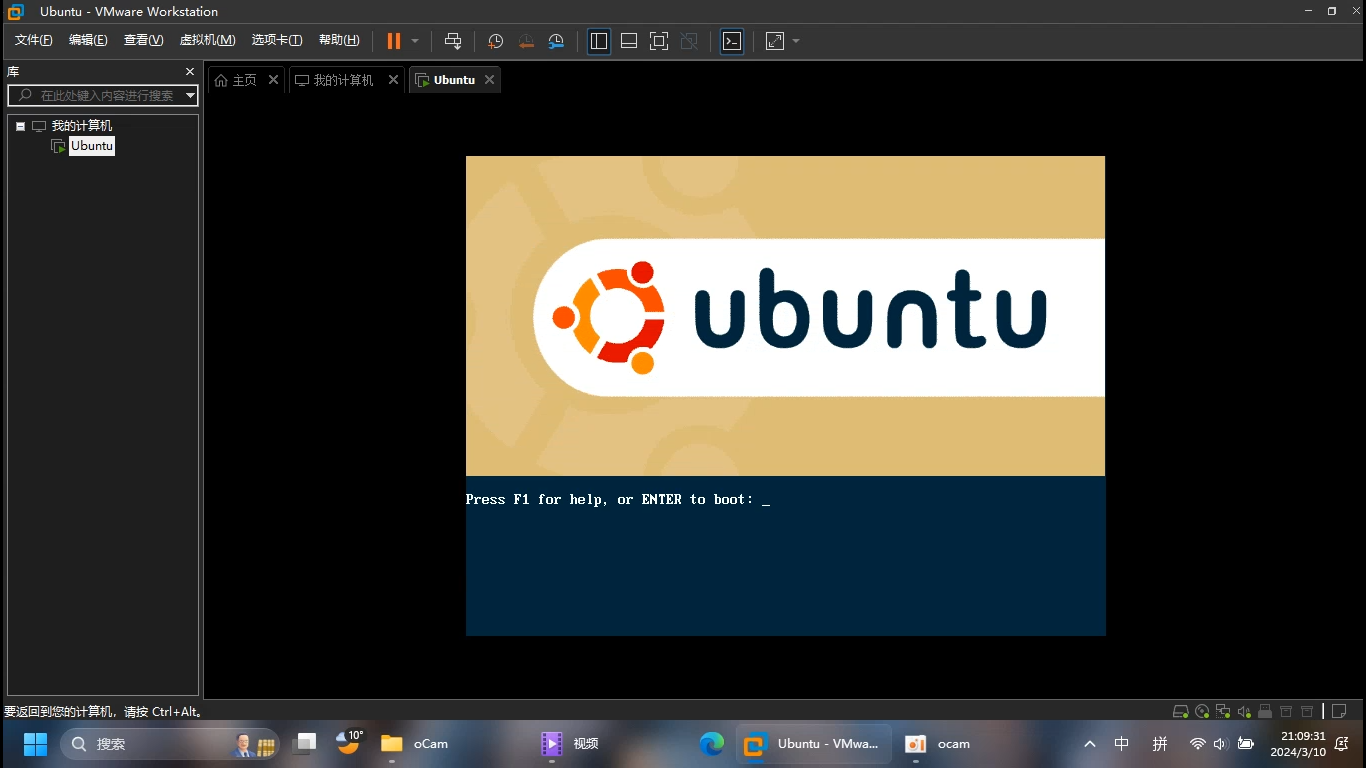 Ubuntu - VMware Workstation
文件(F) 编辑(E) 查看(V) 虚拟机(M) 选项卡(T) 帮助(H)
库
主页 我的计算机 Ubuntu
在此处键入内容进行搜索
我的计算机
Ubuntu
ubuntu
Press F1 for help, or ENTER to boot: _
要返回到您的计算机，请按 Ctrl+Alt。
搜索 10° oCam 视频 Ubuntu - VMwa... ocam 中 拼 21:09:31
2024/3/10